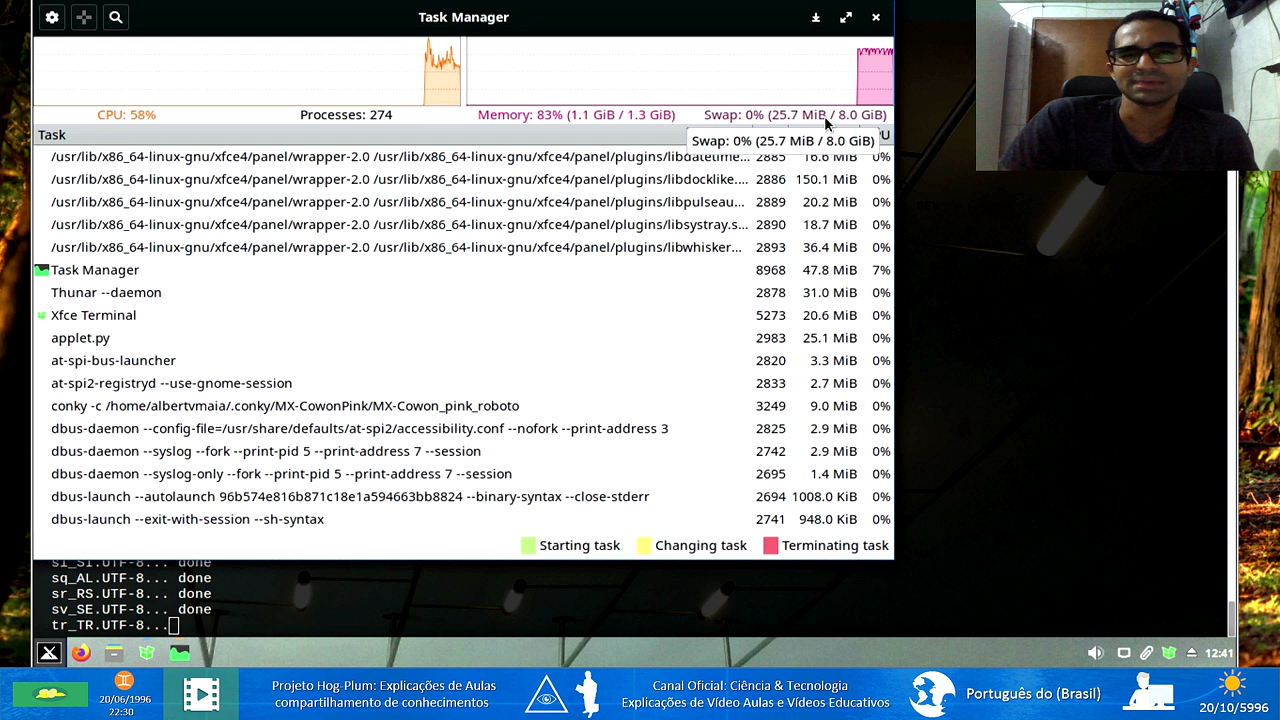 Task Manager
CPU: 58%
Processes: 274
Memory: 83% (1.1 GiB / 1.3 GiB)
Swap: 0% (25.7 MiB / 8.0 GiB)
Task
Swap: 0% (25.7 MiB / 8.0 GiB)
/usr/lib/x86_64-linux-gnu/xfce4/panel/wrapper-2.0 /usr/lib/x86_64-linux-gnu/xfce4/panel/plugins/libdatetime... 2885 16.6 MiB 0%
/usr/lib/x86_64-linux-gnu/xfce4/panel/wrapper-2.0 /usr/lib/x86_64-linux-gnu/xfce4/panel/plugins/libdocklike.... 2886 150.1 MiB 0%
/usr/lib/x86_64-linux-gnu/xfce4/panel/wrapper-2.0 /usr/lib/x86_64-linux-gnu/xfce4/panel/plugins/libpulseau... 2889 20.2 MiB 0%
/usr/lib/x86_64-linux-gnu/xfce4/panel/wrapper-2.0 /usr/lib/x86_64-linux-gnu/xfce4/panel/plugins/libsystray.s... 2890 18.7 MiB 0%
/usr/lib/x86_64-linux-gnu/xfce4/panel/wrapper-2.0 /usr/lib/x86_64-linux-gnu/xfce4/panel/plugins/libwhisker... 2893 36.4 MiB 0%
Task Manager 8968 47.8 MiB 7%
Thunar --daemon 2878 31.0 MiB 0%
Xfce Terminal 5273 20.6 MiB 0%
applet.py 2983 25.1 MiB 0%
at-spi-bus-launcher 2820 3.3 MiB 0%
at-spi2-registryd --use-gnome-session 2833 2.7 MiB 0%
conky -c /home/albertvmaia/.conky/MX-CowonPink/MX-Cowon_pink_roboto 3249 9.0 MiB 0%
dbus-daemon --config-file=/usr/share/defaults/at-spi2/accessibility.conf --nofork --print-address 3 2825 2.9 MiB 0%
dbus-daemon --syslog --fork --print-pid 5 --print-address 7 --session 2742 2.9 MiB 0%
dbus-daemon --syslog-only --fork --print-pid 5 --print-address 7 --session 2695 1.4 MiB 0%
dbus-launch --autolaunch 96b574e816b871c18e1a594663bb8824 --binary-syntax --close-stderr 2694 1008.0 KiB 0%
dbus-launch --exit-with-session --sh-syntax 2741 948.0 KiB 0%
Starting task
Changing task
Terminating task
sl_SI.UTF-8... done
sq_AL.UTF-8... done
sr_RS.UTF-8... done
sv_SE.UTF-8... done
tr_TR.UTF-8...
12:41
20/06/1996
22:30
Projeto Hog-Plum: Explicações de Aulas
compartilhamento de conhecimentos
Canal Oficial: Ciência & Tecnologia
Explicações de Vídeo Aulas e Vídeos Educativos
Português do (Brasil)
20/10/5996